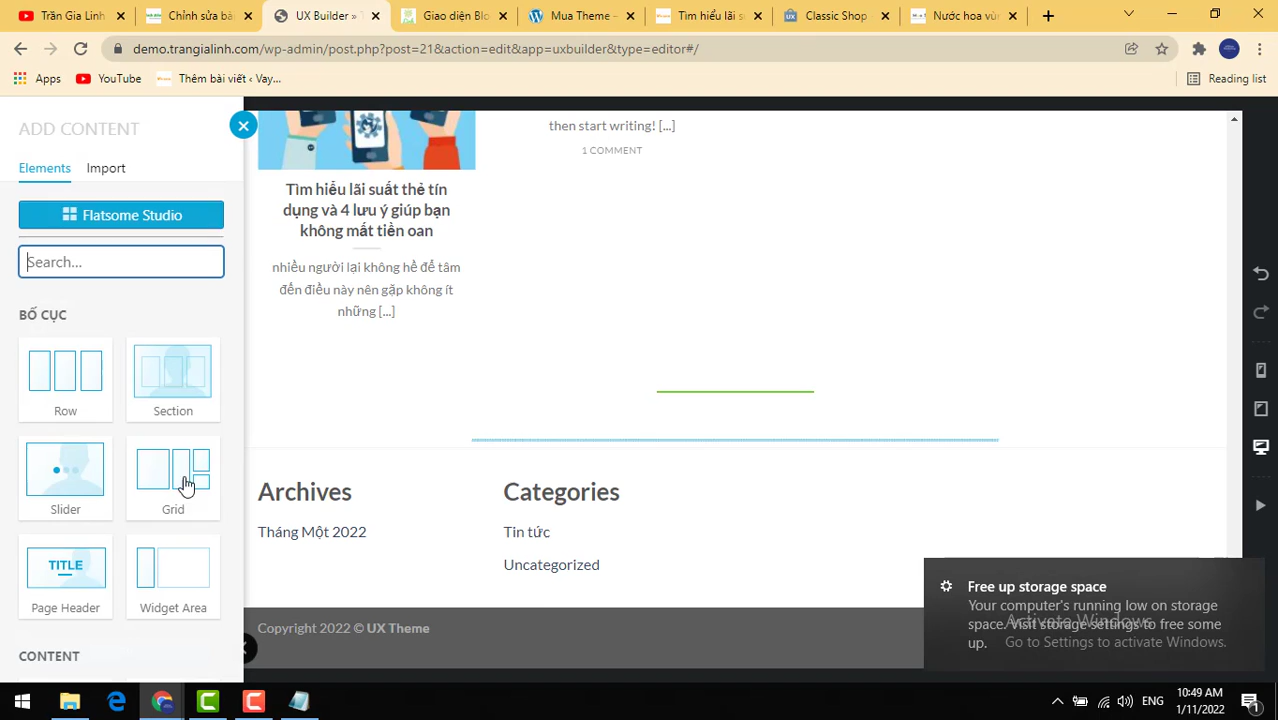 Trần Gia Linh
Chỉnh sửa bà
UX Builder » T
Giao diện Blo
Mua Theme –
Tìm hiểu lãi su
Classic Shop
Nước hoa vù
demo.trangialinh.com/wp-admin/post.php?post=21&action=edit&app=uxbuilder&type=editor#/
Apps
YouTube
Thêm bài viết ‹ Vay...
Reading list
ADD CONTENT
Elements
Import
Flatsome Studio
Search...
BỐ CỤC
Row
Section
Slider
Grid
TITLE
Page Header
Widget Area
CONTENT
then start writing! [...]
1 COMMENT
Tìm hiểu lãi suất thẻ tín
dụng và 4 lưu ý giúp bạn
không mất tiền oan
nhiều người lại không hề để tâm
đến điều này nên gặp không ít
những [...]
Archives
Tháng Một 2022
Categories
Tin tức
Uncategorized
Copyright 2022 © UX Theme
Free up storage space
Your computer's running low on storage
space. Visit storage settings to free some
up.
Activate Windows
Go to Settings to activate Windows.
ENG
10:49 AM
1/11/2022
1